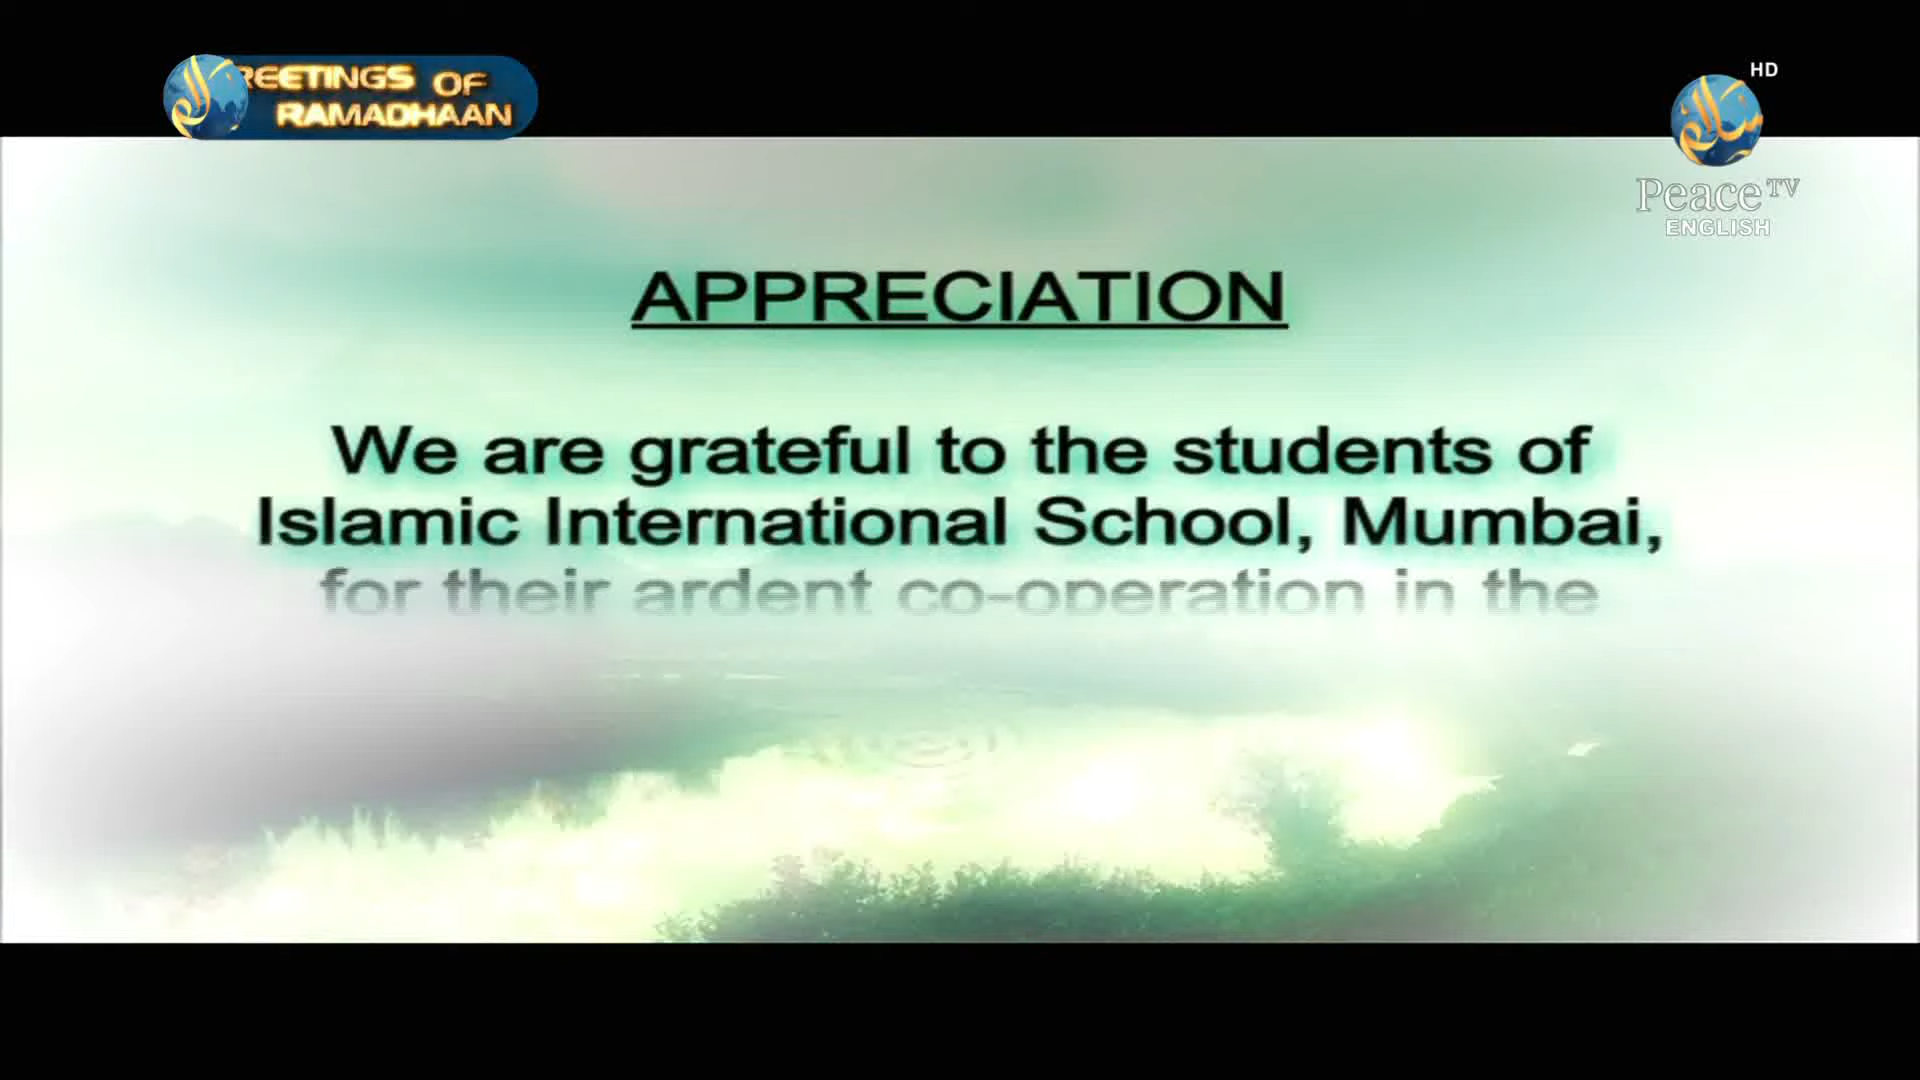 REETINGS OF
RAMADHAAN
HD
Peace TV
ENGLISH
APPRECIATION
We are grateful to the students of
Islamic International School, Mumbai,
for their ardent co-operation in the